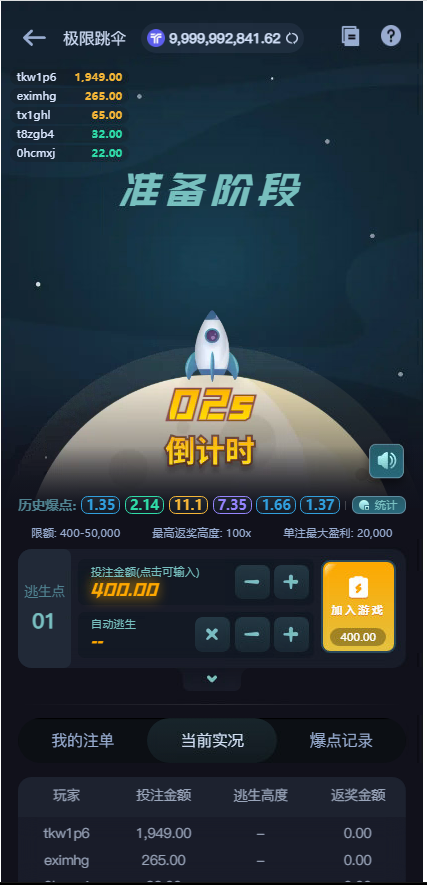 极限跳伞 9,999,992,841.62
tkw1p6 1,949.00
eximhg 265.00
tx1ghl 65.00
t8zgb4 32.00
0hcmxj 22.00
准备阶段
02s
倒计时
历史爆点: 1.35 2.14 11.1 7.35 1.66 1.37 统计
限额: 400-50,000 最高返奖高度: 100x 单注最大盈利: 20,000
逃生点
01
投注金额(点击可输入)
400.00
自动逃生
--
加入游戏
400.00
我的注单 当前实况 爆点记录
玩家 投注金额 逃生高度 返奖金额
tkw1p6 1,949.00 – 0.00
eximhg 265.00 – 0.00